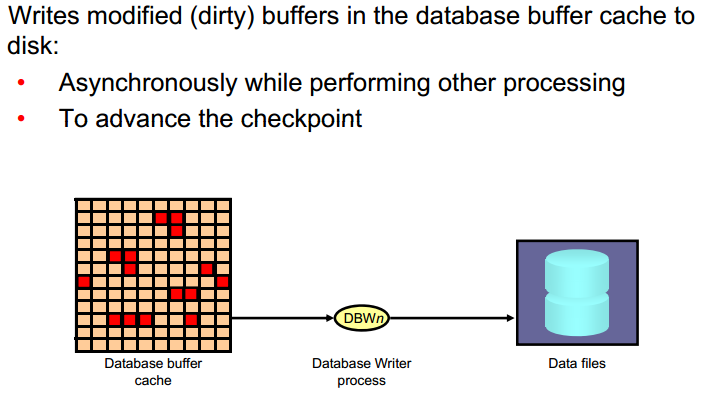 Writes modified (dirty) buffers in the database buffer cache to
disk:
• Asynchronously while performing other processing
• To advance the checkpoint
DBWn
Database buffer
cache
Database Writer
process
Data files